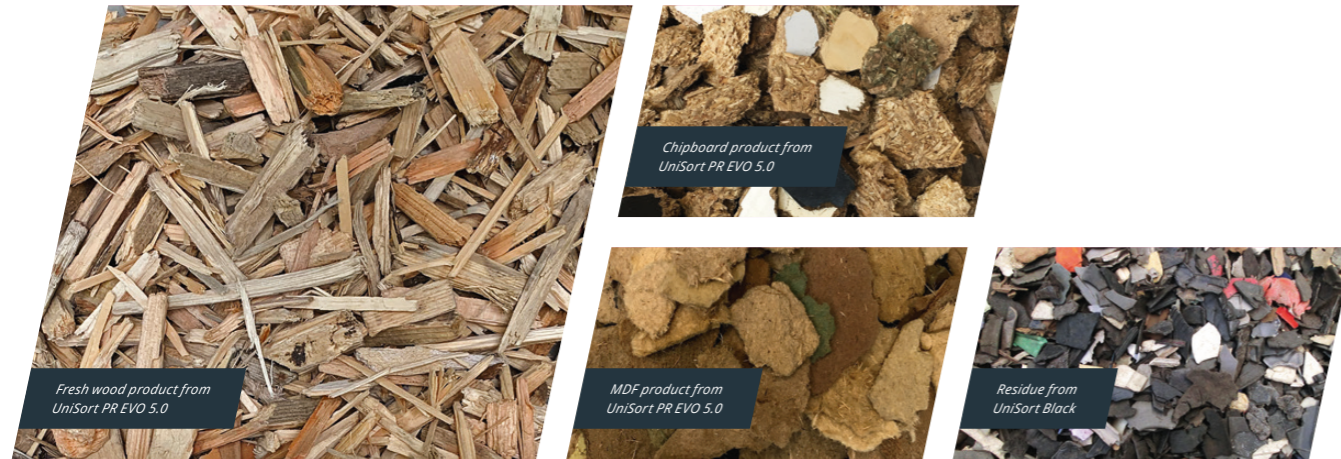 Chipboard product from
UniSort PR EVO 5.0
Fresh wood product from
UniSort PR EVO 5.0
MDF product from
UniSort PR EVO 5.0
Residue from
UniSort Black